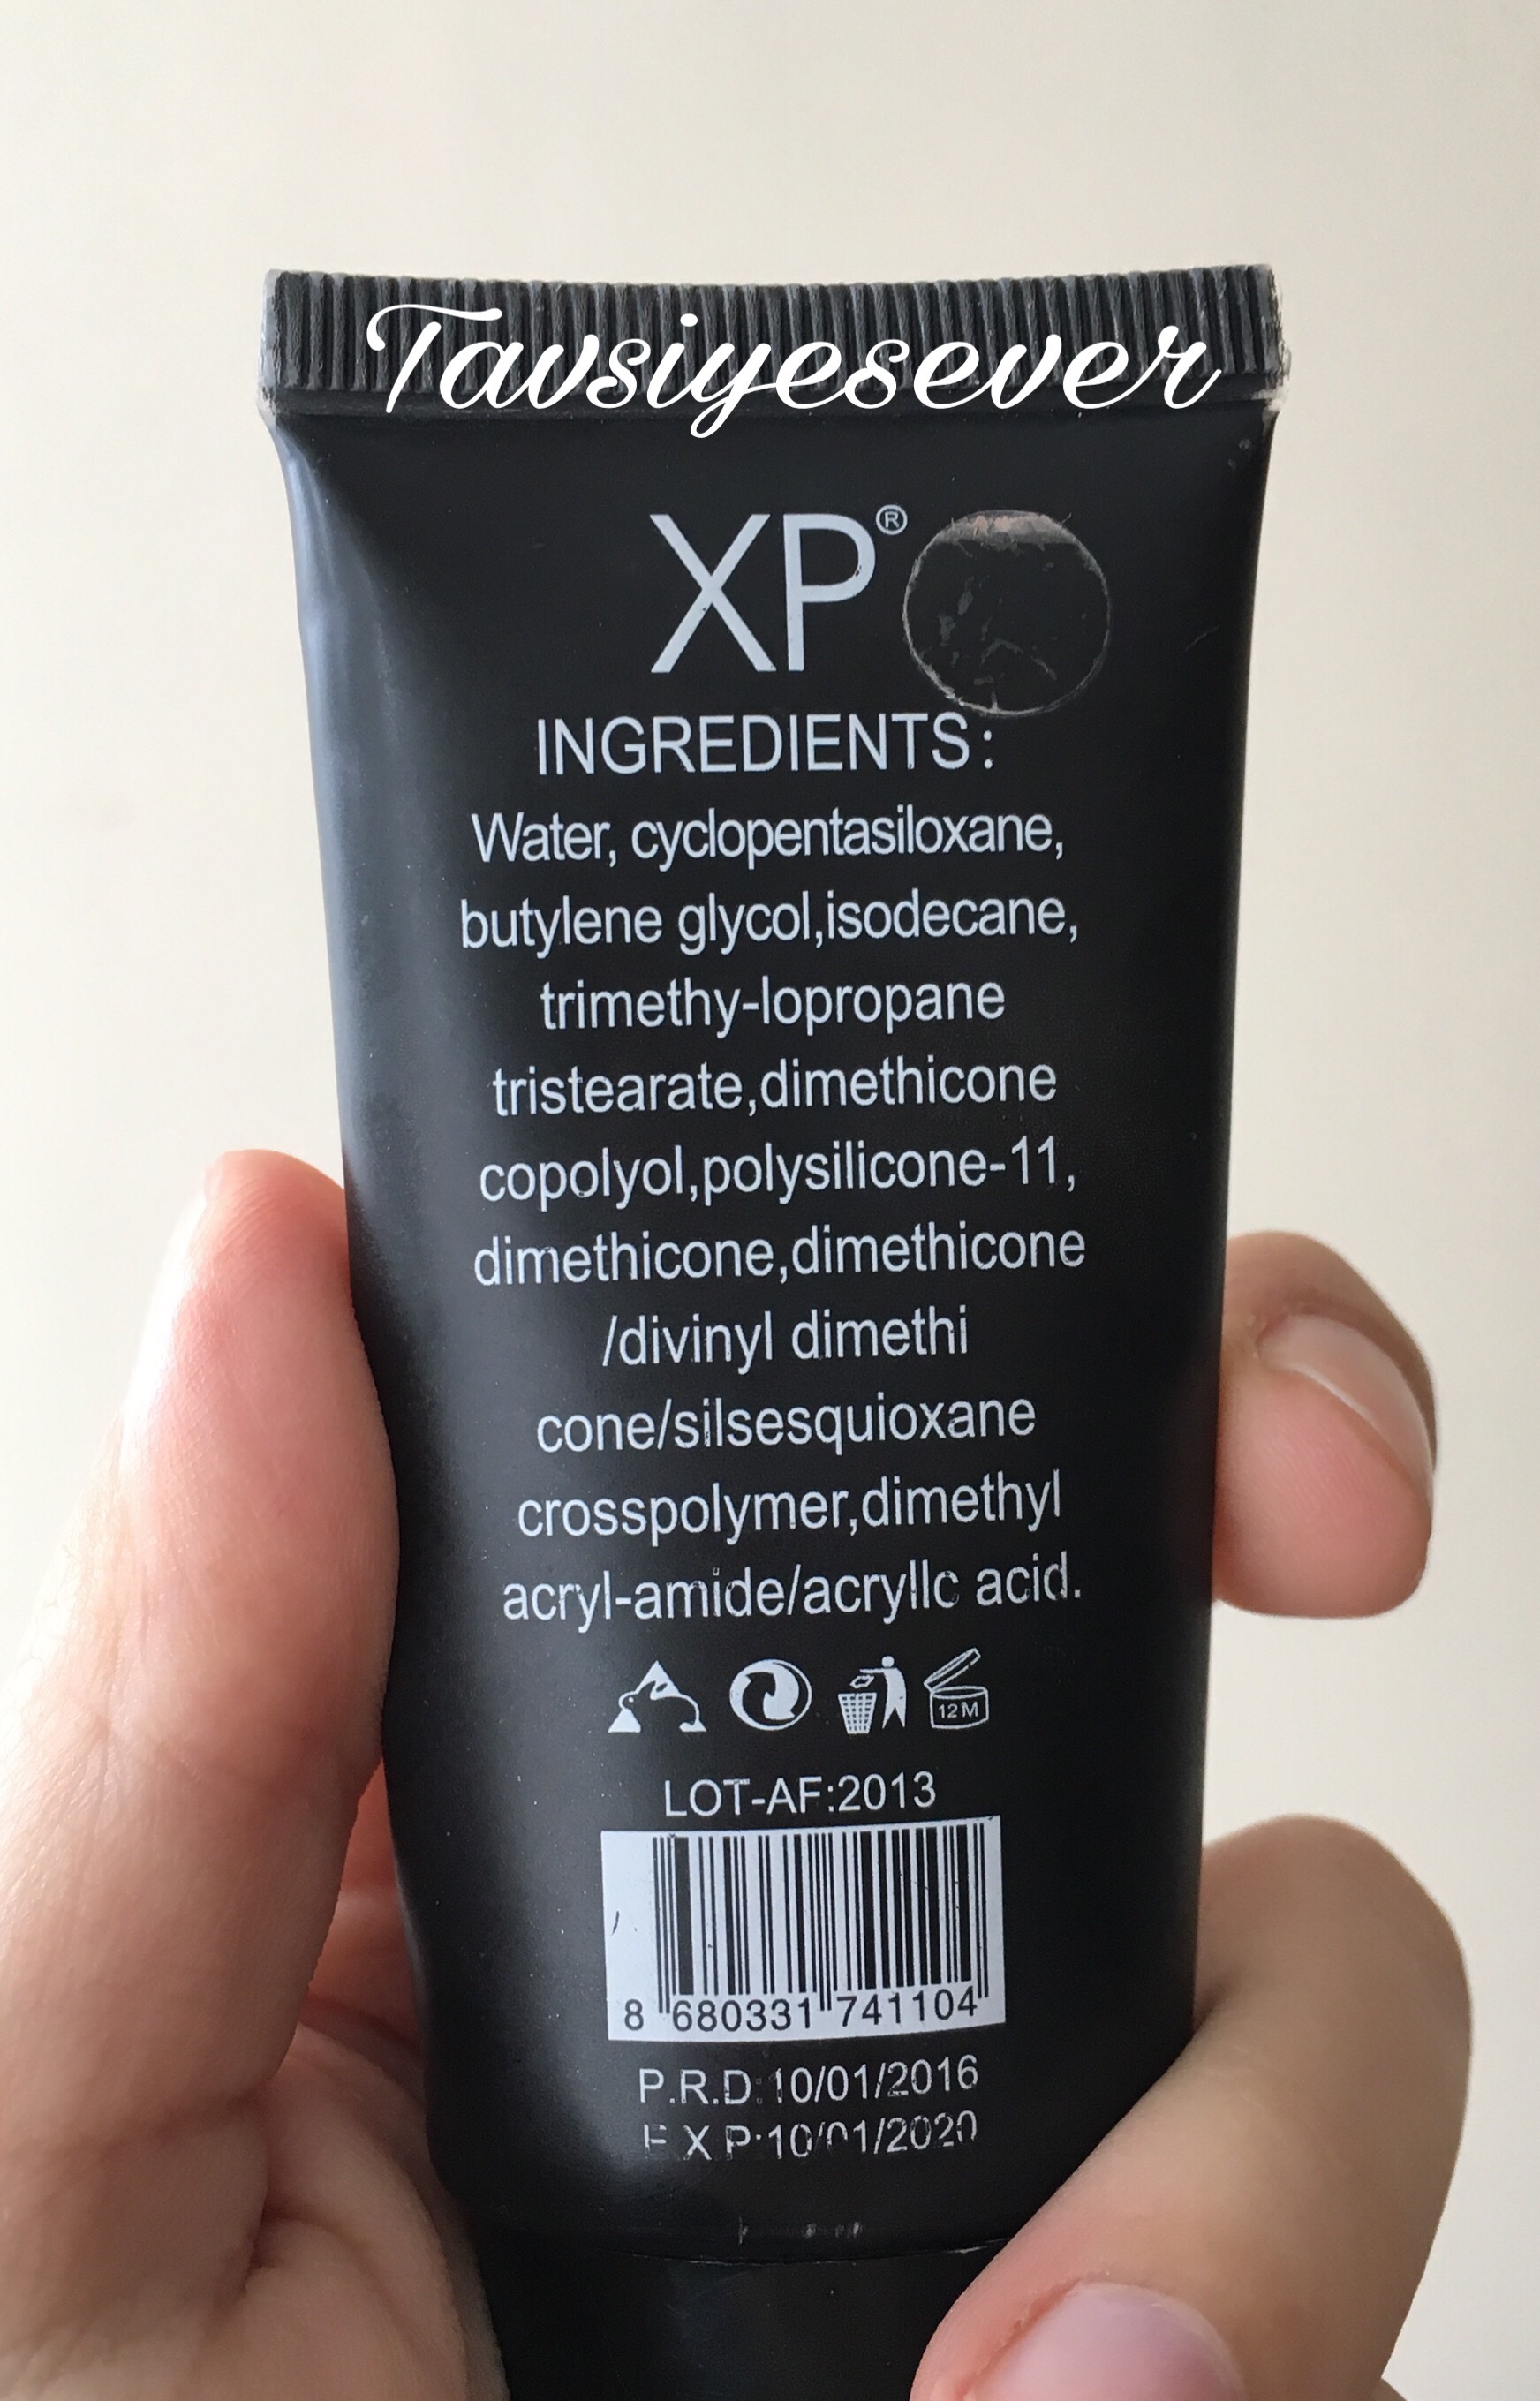 Tavsiyesever
XP®
INGREDIENTS:
Water, cyclopentasiloxane,
butylene glycol,isodecane,
trimethy-lopropane
tristearate,dimethicone
copolyol,polysilicone-11,
dimethicone,dimethicone
/divinyl dimethi
cone/silsesquioxane
crosspolymer,dimethyl
acryl-amide/acryllc acid.
12M
LOT-AF:2013
8 680331 741104
P.R.D:10/01/2016
EXP:10/01/2020